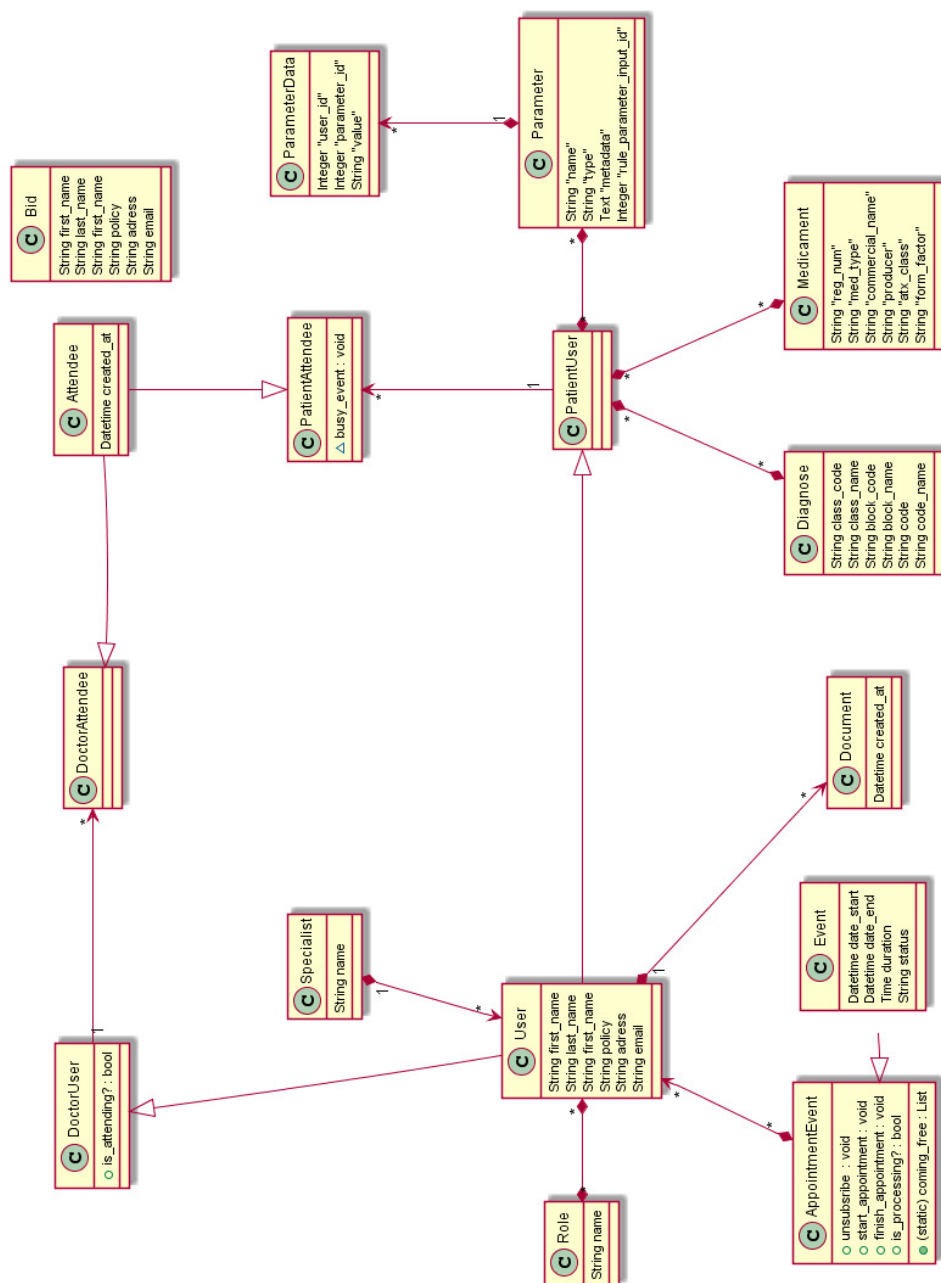 C DoctorUser
is_attending? : bool
1
*
C DoctorAttendee
C Attendee
Datetime created_at
C Bid
String first_name
String last_name
String first_name
String policy
String adress
String email
C Specialist
String name
1
*
C PatientAttendee
busy_event : void
*
1
C ParameterData
Integer "user_id"
Integer "parameter_id"
String "value"
*
1
C Role
String name
*
*
C User
String first_name
String last_name
String first_name
String policy
String adress
String email
C PatientUser
*
*
C Parameter
String "name"
String "type"
Text "metadata"
Integer "rule_parameter_input_id"
*
1
*
*
*
*
*
*
C AppointmentEvent
unsubsribe : void
start_appointment : void
finish_appointment : void
is_processing? : bool
(static) coming_free : List
C Event
Datetime date_start
Datetime date_end
Time duration
String status
C Document
Datetime created_at
C Diagnose
String class_code
String class_name
String block_code
String block_name
String code
String code_name
C Medicament
String "reg_num"
String "med_type"
String "commercial_name"
String "producer"
String "atx_class"
String "form_factor"